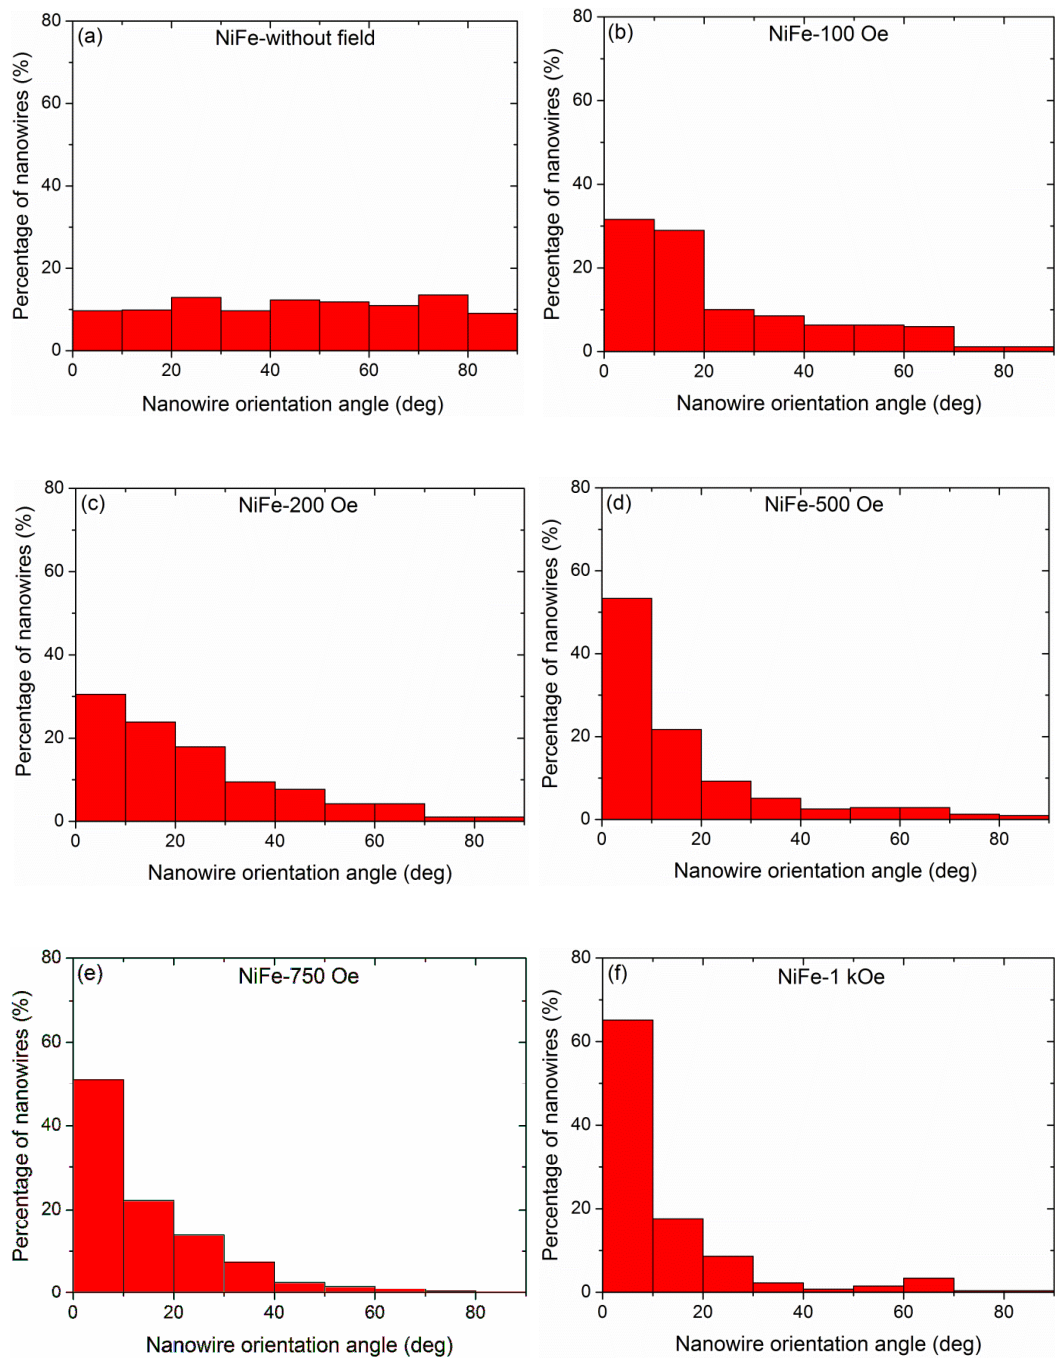 (a)
NiFe-without field
Percentage of nanowires (%)
80
60
40
20
0
0 20 40 60 80
Nanowire orientation angle (deg)
(b)
NiFe-100 Oe
Percentage of nanowires (%)
80
60
40
20
0
0 20 40 60 80
Nanowire orientation angle (deg)
(c)
NiFe-200 Oe
Percentage of nanowires (%)
80
60
40
20
0
0 20 40 60 80
Nanowire orientation angle (deg)
(d)
NiFe-500 Oe
Percentage of nanowires (%)
80
60
40
20
0
0 20 40 60 80
Nanowire orientation angle (deg)
(e)
NiFe-750 Oe
Percentage of nanowires (%)
80
60
40
20
0
0 20 40 60 80
Nanowire orientation angle (deg)
(f)
NiFe-1 kOe
Percentage of nanowires (%)
80
60
40
20
0
0 20 40 60 80
Nanowire orientation angle (deg)